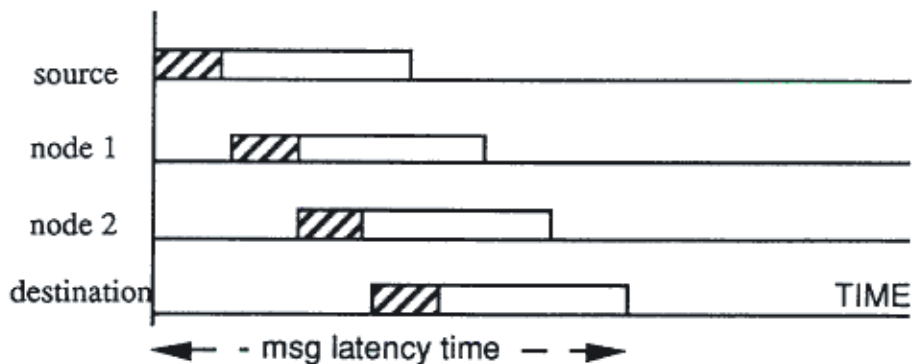 source
node 1
node 2
destination
TIME
msg latency time